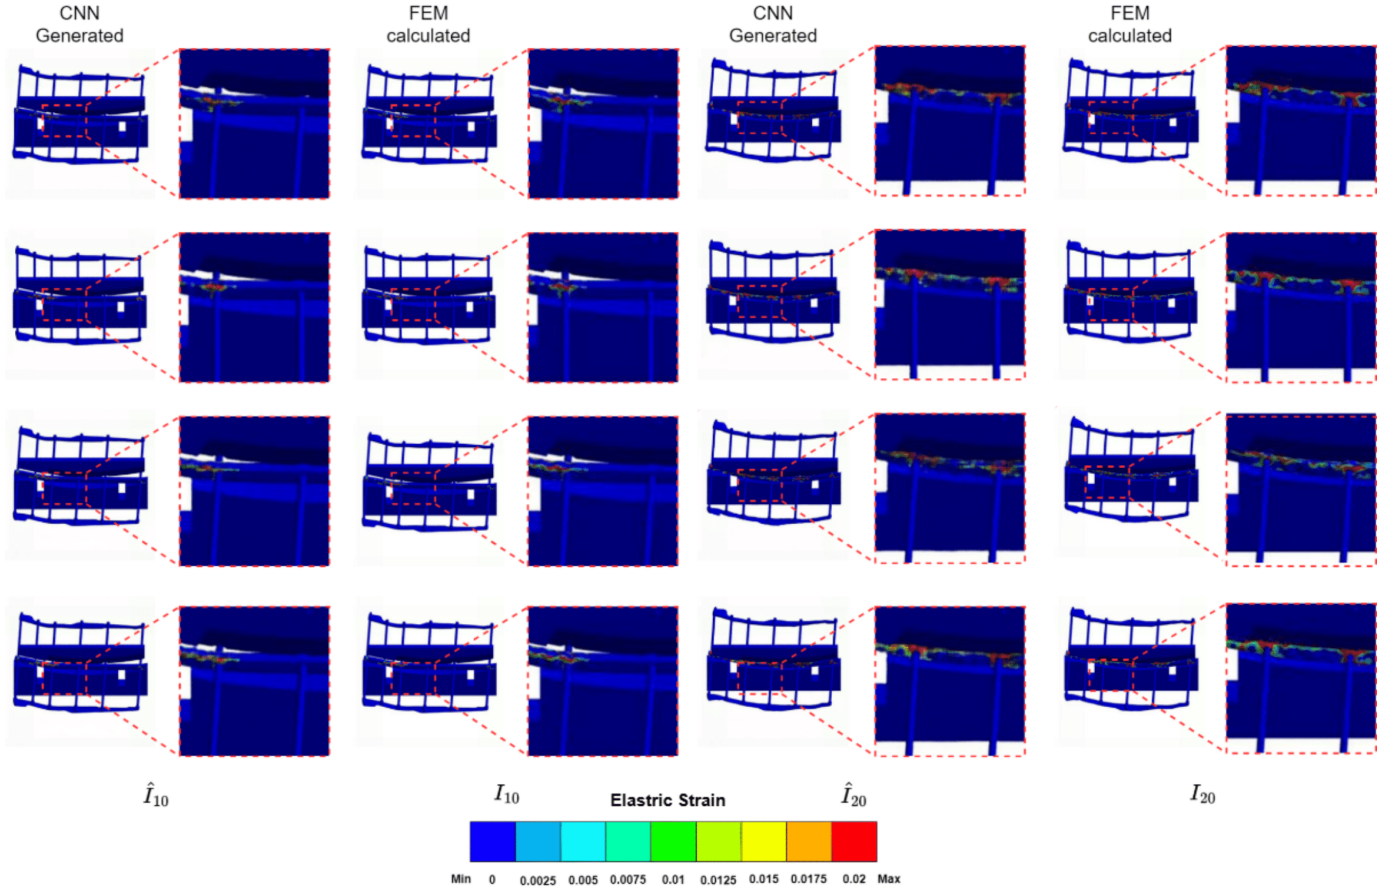 CNN
Generated
FEM
calculated
CNN
Generated
FEM
calculated
Î10
I10
Î20
I20
Elastric Strain
Min 0 0.0025 0.005 0.0075 0.01 0.0125 0.015 0.0175 0.02 Max